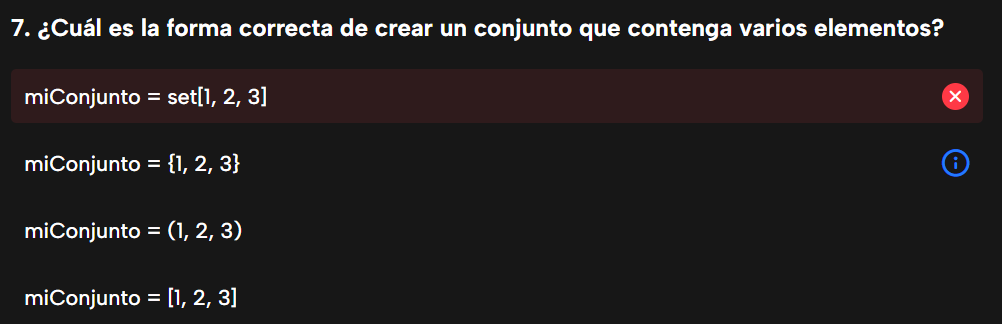 7. ¿Cuál es la forma correcta de crear un conjunto que contenga varios elementos?
miConjunto = set[1, 2, 3]
miConjunto = {1, 2, 3}
miConjunto = (1, 2, 3)
miConjunto = [1, 2, 3]